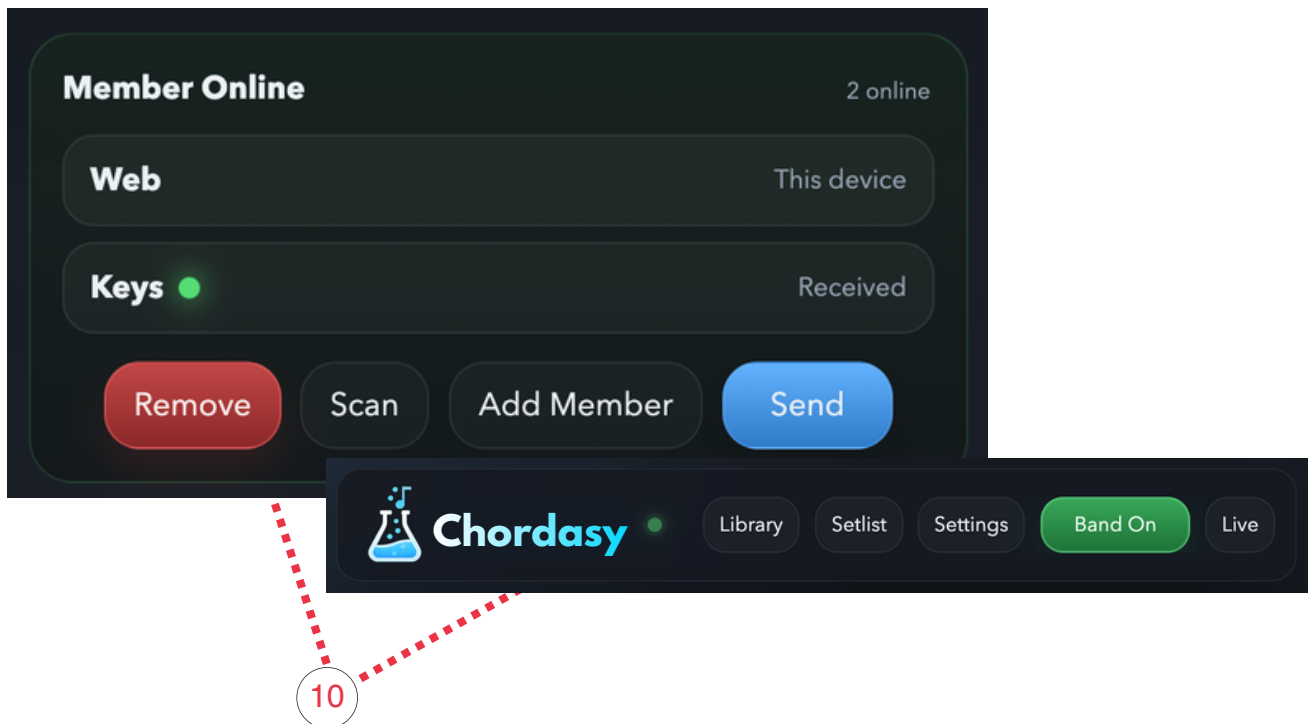 Member Online 2 online
Web This device
Keys Received
Remove Scan Add Member Send
Chordasy Library Setlist Settings Band On Live
10